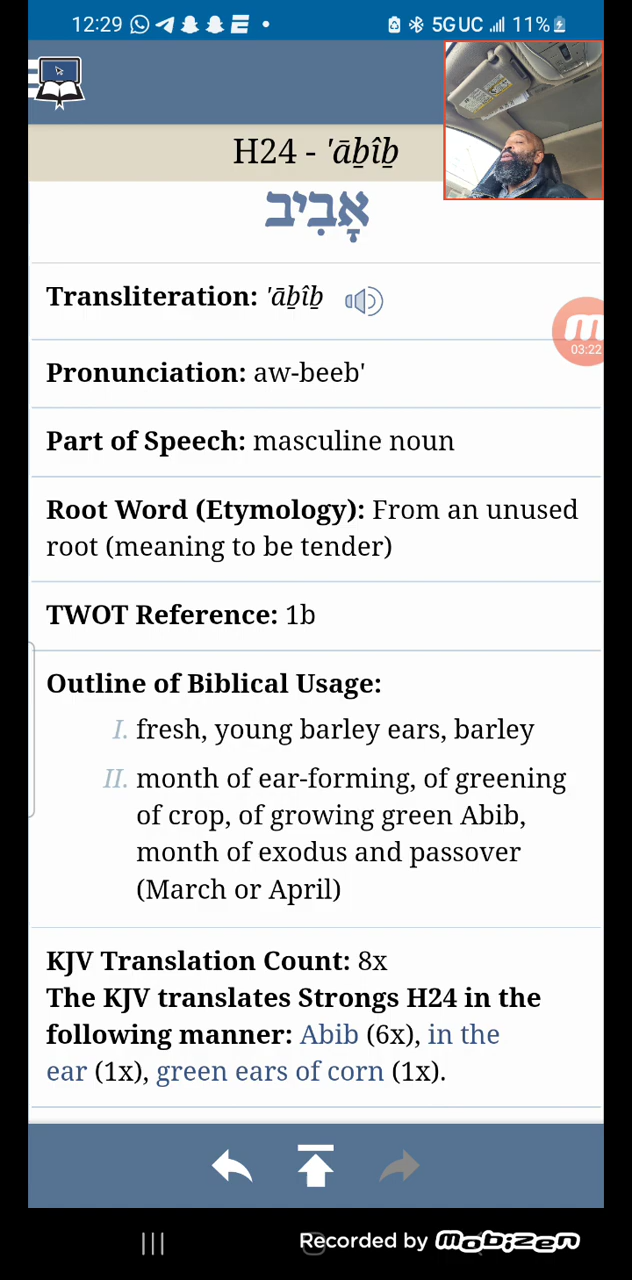 12:29 5G UC 11%
H24 - 'āḇîḇ
אָבִיב
Transliteration: 'āḇîḇ
03:22
Pronunciation: aw-beeb'
Part of Speech: masculine noun
Root Word (Etymology): From an unused
root (meaning to be tender)
TWOT Reference: 1b
Outline of Biblical Usage:
I. fresh, young barley ears, barley
II. month of ear-forming, of greening
of crop, of growing green Abib,
month of exodus and passover
(March or April)
KJV Translation Count: 8x
The KJV translates Strongs H24 in the
following manner: Abib (6x), in the
ear (1x), green ears of corn (1x).
Recorded by mobizen